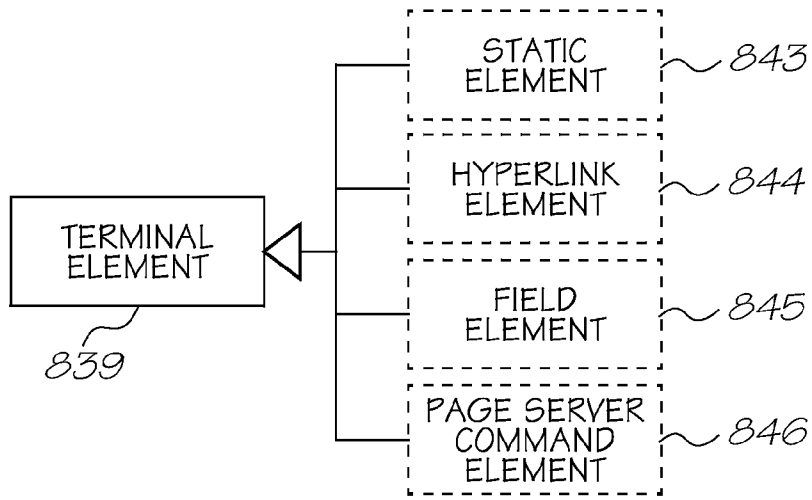 STATIC
ELEMENT
843
HYPERLINK
ELEMENT
844
TERMINAL
ELEMENT
839
FIELD
ELEMENT
845
PAGE SERVER
COMMAND
ELEMENT
846